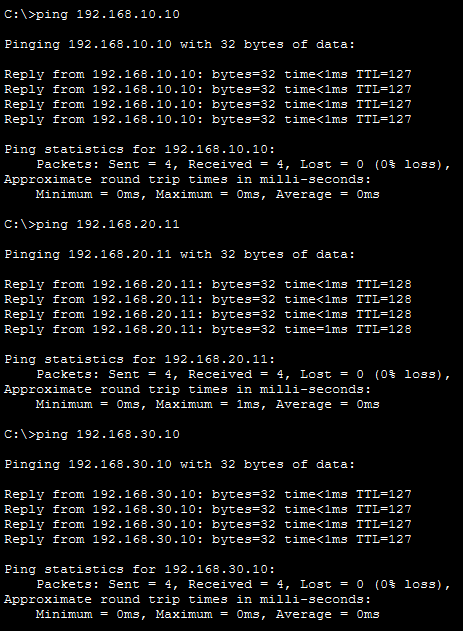 C:\>ping 192.168.10.10
Pinging 192.168.10.10 with 32 bytes of data:
Reply from 192.168.10.10: bytes=32 time<1ms TTL=127
Reply from 192.168.10.10: bytes=32 time<1ms TTL=127
Reply from 192.168.10.10: bytes=32 time<1ms TTL=127
Reply from 192.168.10.10: bytes=32 time<1ms TTL=127
Ping statistics for 192.168.10.10:
    Packets: Sent = 4, Received = 4, Lost = 0 (0% loss),
Approximate round trip times in milli-seconds:
    Minimum = 0ms, Maximum = 0ms, Average = 0ms
C:\>ping 192.168.20.11
Pinging 192.168.20.11 with 32 bytes of data:
Reply from 192.168.20.11: bytes=32 time<1ms TTL=128
Reply from 192.168.20.11: bytes=32 time<1ms TTL=128
Reply from 192.168.20.11: bytes=32 time<1ms TTL=128
Reply from 192.168.20.11: bytes=32 time=1ms TTL=128
Ping statistics for 192.168.20.11:
    Packets: Sent = 4, Received = 4, Lost = 0 (0% loss),
Approximate round trip times in milli-seconds:
    Minimum = 0ms, Maximum = 1ms, Average = 0ms
C:\>ping 192.168.30.10
Pinging 192.168.30.10 with 32 bytes of data:
Reply from 192.168.30.10: bytes=32 time<1ms TTL=127
Reply from 192.168.30.10: bytes=32 time<1ms TTL=127
Reply from 192.168.30.10: bytes=32 time<1ms TTL=127
Reply from 192.168.30.10: bytes=32 time<1ms TTL=127
Ping statistics for 192.168.30.10:
    Packets: Sent = 4, Received = 4, Lost = 0 (0% loss),
Approximate round trip times in milli-seconds:
    Minimum = 0ms, Maximum = 0ms, Average = 0ms